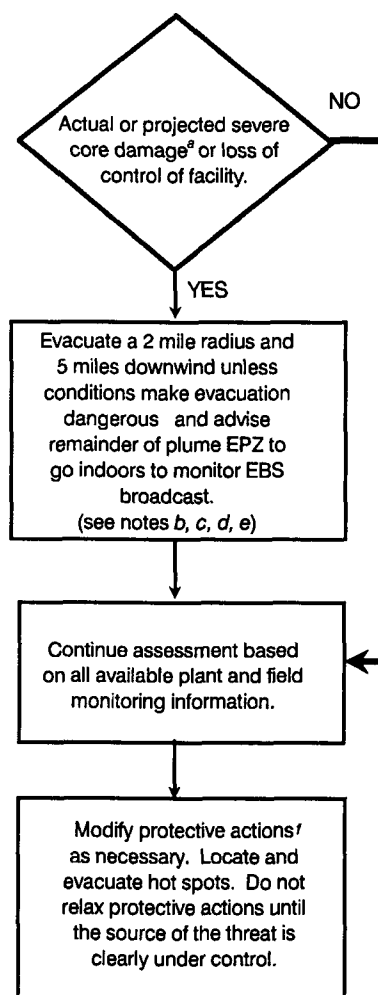 NO
Actual or projected severe
core damage^a or loss of
control of facility.
YES
Evacuate a 2 mile radius and
5 miles downwind unless
conditions make evacuation
dangerous and advise
remainder of plume EPZ to
go indoors to monitor EBS
broadcast.
(see notes b, c, d, e)
Continue assessment based
on all available plant and field
monitoring information.
Modify protective actions^f
as necessary. Locate and
evacuate hot spots. Do not
relax protective actions until
the source of the threat is
clearly under control.